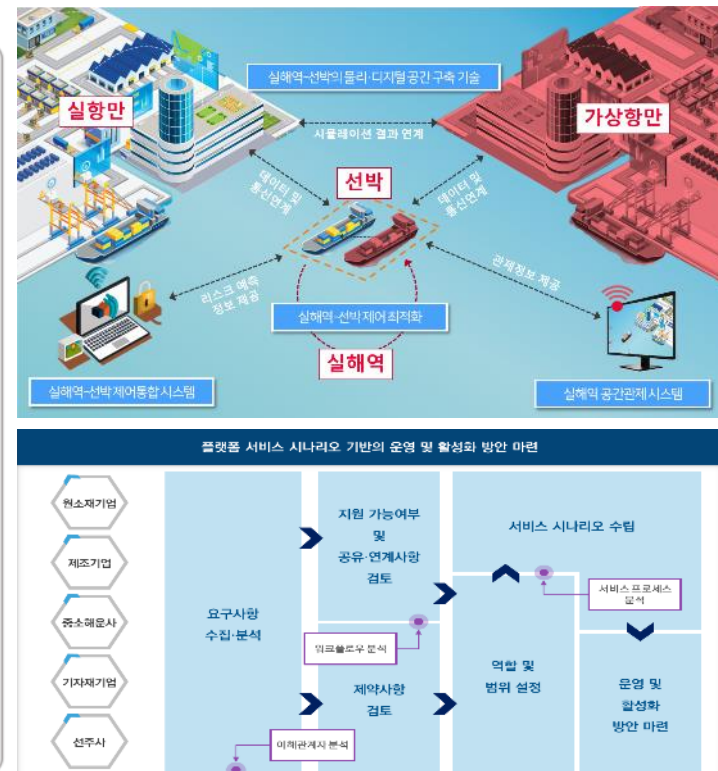 실해역-선박의 물리·디지털 공간 구축 기술
실항만
가상항만
시뮬레이션 결과 연계
선박
데이터 및
통신연계
데이터 및
통신연계
리스크 예측
정보 제공
관제정보 제공
실해역-선박 제어 최적화
실해역
실해역-선박 제어통합 시스템
실해역 공간관제 시스템
플랫폼 서비스 시나리오 기반의 운영 및 활성화 방안 마련
원소재기업
제조기업
중소해운사
기자재기업
선주사
요구사항
수집·분석
이해관계자 분석
지원 가능여부
및
공유·연계사항
검토
워크플로우 분석
제약사항
검토
서비스 시나리오 수립
서비스 프로세스
분석
역할 및
범위 설정
운영 및
활성화
방안 마련